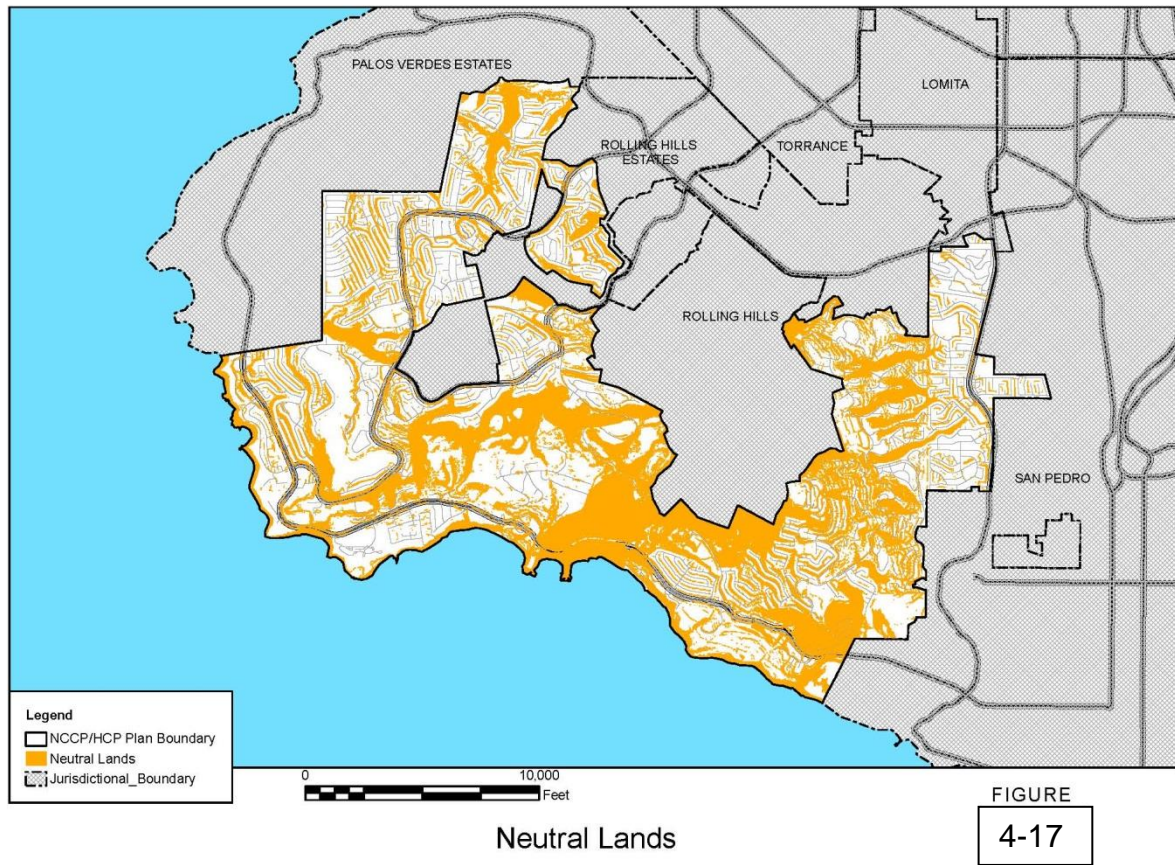 PALOS VERDES ESTATES
LOMITA
ROLLING HILLS
ESTATES
TORRANCE
ROLLING HILLS
SAN PEDRO
Legend
NCCP/HCP Plan Boundary
Neutral Lands
Jurisdictional_Boundary
0
10,000
Feet
Neutral Lands
FIGURE
4-17